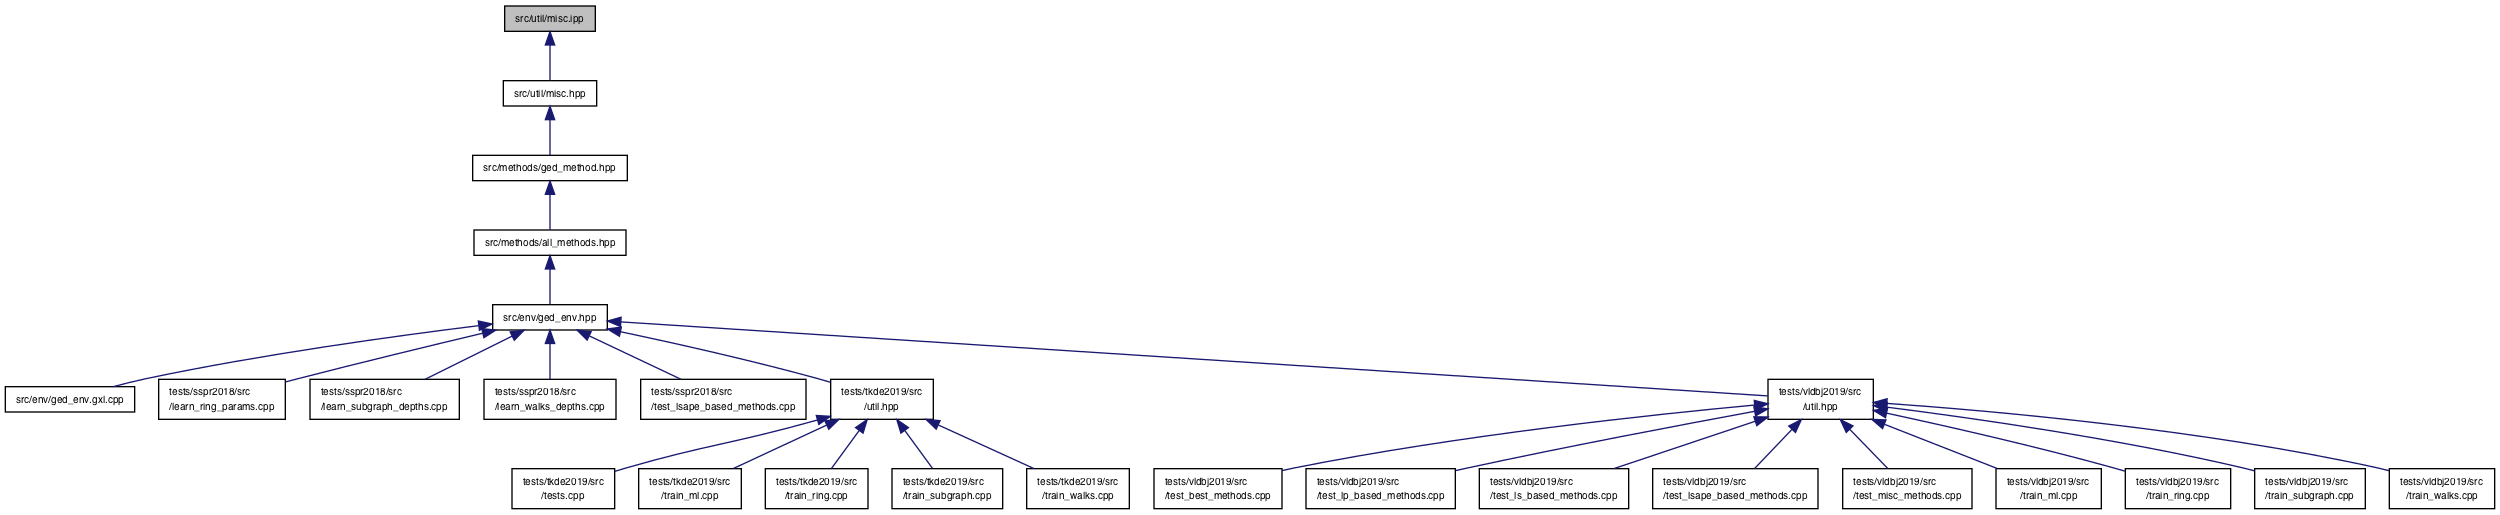 src/util/misc.ipp
src/util/misc.hpp
src/methods/ged_method.hpp
src/methods/all_methods.hpp
src/env/ged_env.hpp
src/env/ged_env.gxl.cpp
tests/sspr2018/src
/learn_ring_params.cpp
tests/sspr2018/src
/learn_subgraph_depths.cpp
tests/sspr2018/src
/learn_walks_depths.cpp
tests/sspr2018/src
/test_lsape_based_methods.cpp
tests/tkde2019/src
/util.hpp
tests/vldbj2019/src
/util.hpp
tests/tkde2019/src
/tests.cpp
tests/tkde2019/src
/train_ml.cpp
tests/tkde2019/src
/train_ring.cpp
tests/tkde2019/src
/train_subgraph.cpp
tests/tkde2019/src
/train_walks.cpp
tests/vldbj2019/src
/test_best_methods.cpp
tests/vldbj2019/src
/test_lp_based_methods.cpp
tests/vldbj2019/src
/test_ls_based_methods.cpp
tests/vldbj2019/src
/test_lsape_based_methods.cpp
tests/vldbj2019/src
/test_misc_methods.cpp
tests/vldbj2019/src
/train_ml.cpp
tests/vldbj2019/src
/train_ring.cpp
tests/vldbj2019/src
/train_subgraph.cpp
tests/vldbj2019/src
/train_walks.cpp